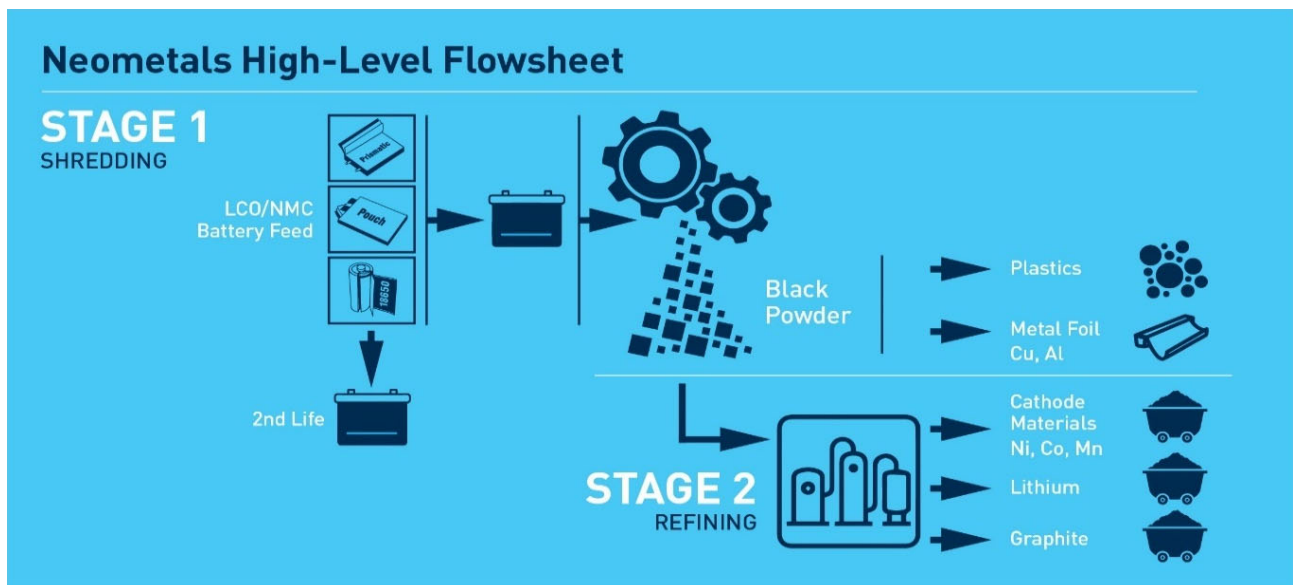 Neometals High-Level Flowsheet
STAGE 1
SHREDDING
Prismatic
LCO/NMC
Battery Feed
Pouch
18650
2nd Life
Black
Powder
Plastics
Metal Foil
Cu, Al
STAGE 2
REFINING
Cathode
Materials
Ni, Co, Mn
Lithium
Graphite